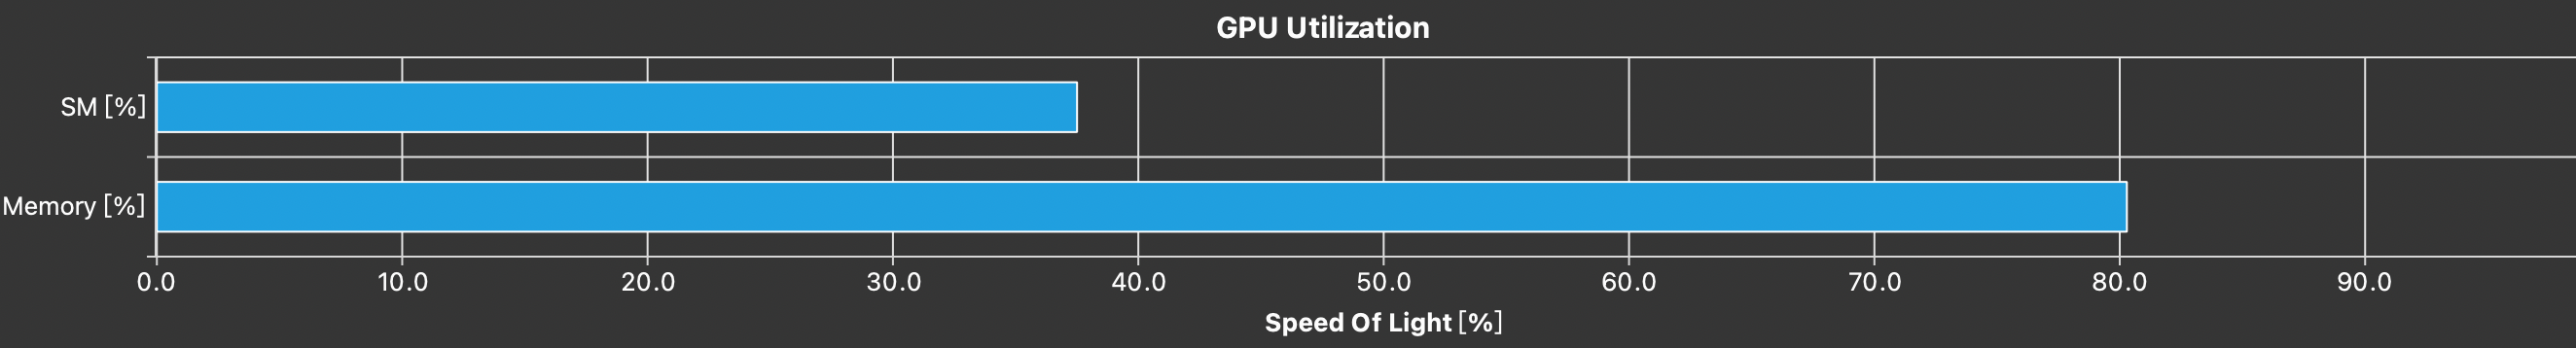 GPU Utilization
SM [%]
Memory [%]
0.0 10.0 20.0 30.0 40.0 50.0 60.0 70.0 80.0 90.0
Speed Of Light [%]